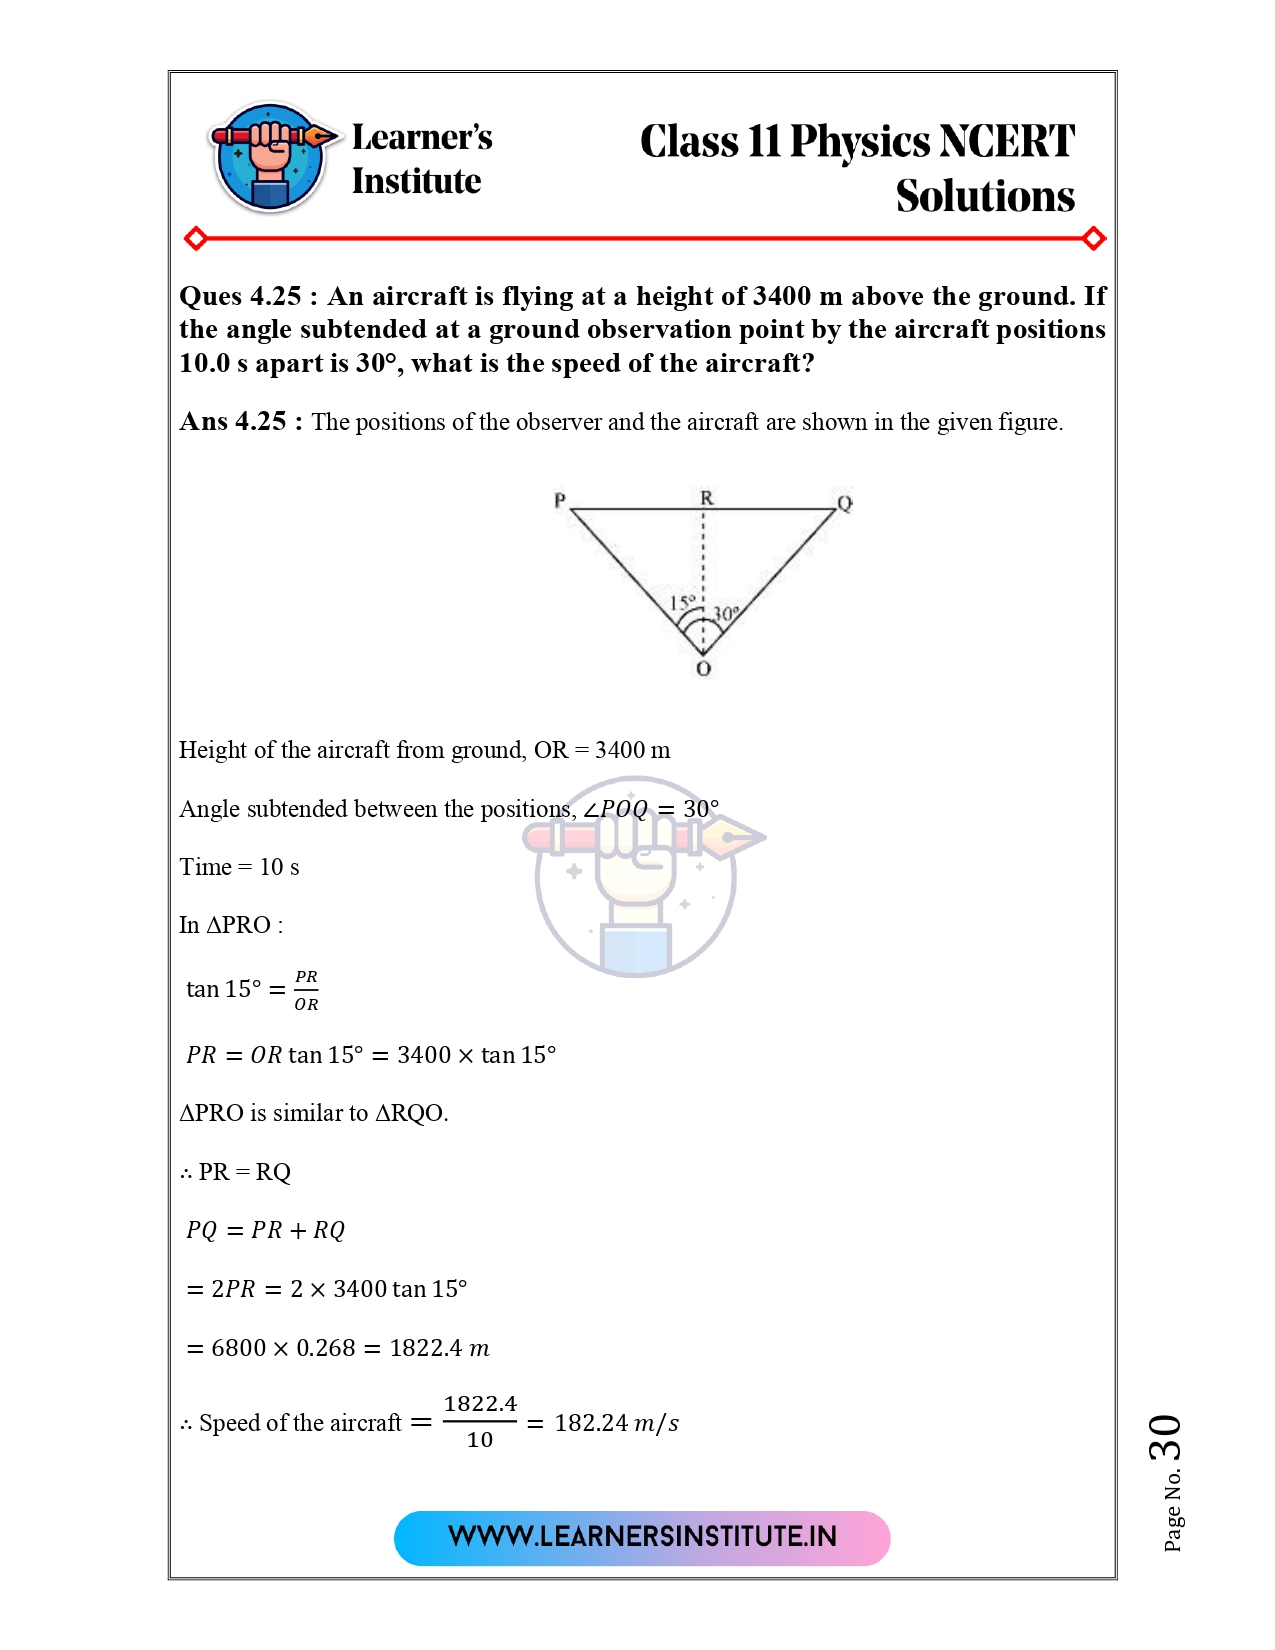 Learner's
Institute
Class 11 Physics NCERT
Solutions
Ques 4.25 : An aircraft is flying at a height of 3400 m above the ground. If
the angle subtended at a ground observation point by the aircraft positions
10.0 s apart is 30°, what is the speed of the aircraft?
Ans 4.25 : The positions of the observer and the aircraft are shown in the given figure.
P R Q
15° 30°
O
Height of the aircraft from ground, OR = 3400 m
Angle subtended between the positions, ∠POQ = 30°
Time = 10 s
In ΔPRO :
tan 15° = PR/OR
PR = OR tan 15° = 3400 × tan 15°
ΔPRO is similar to ΔRQO.
∴ PR = RQ
PQ = PR + RQ
= 2PR = 2 × 3400 tan 15°
= 6800 × 0.268 = 1822.4 m
∴ Speed of the aircraft = 1822.4/10 = 182.24 m/s
Page No. 30
WWW.LEARNERSINSTITUTE.IN